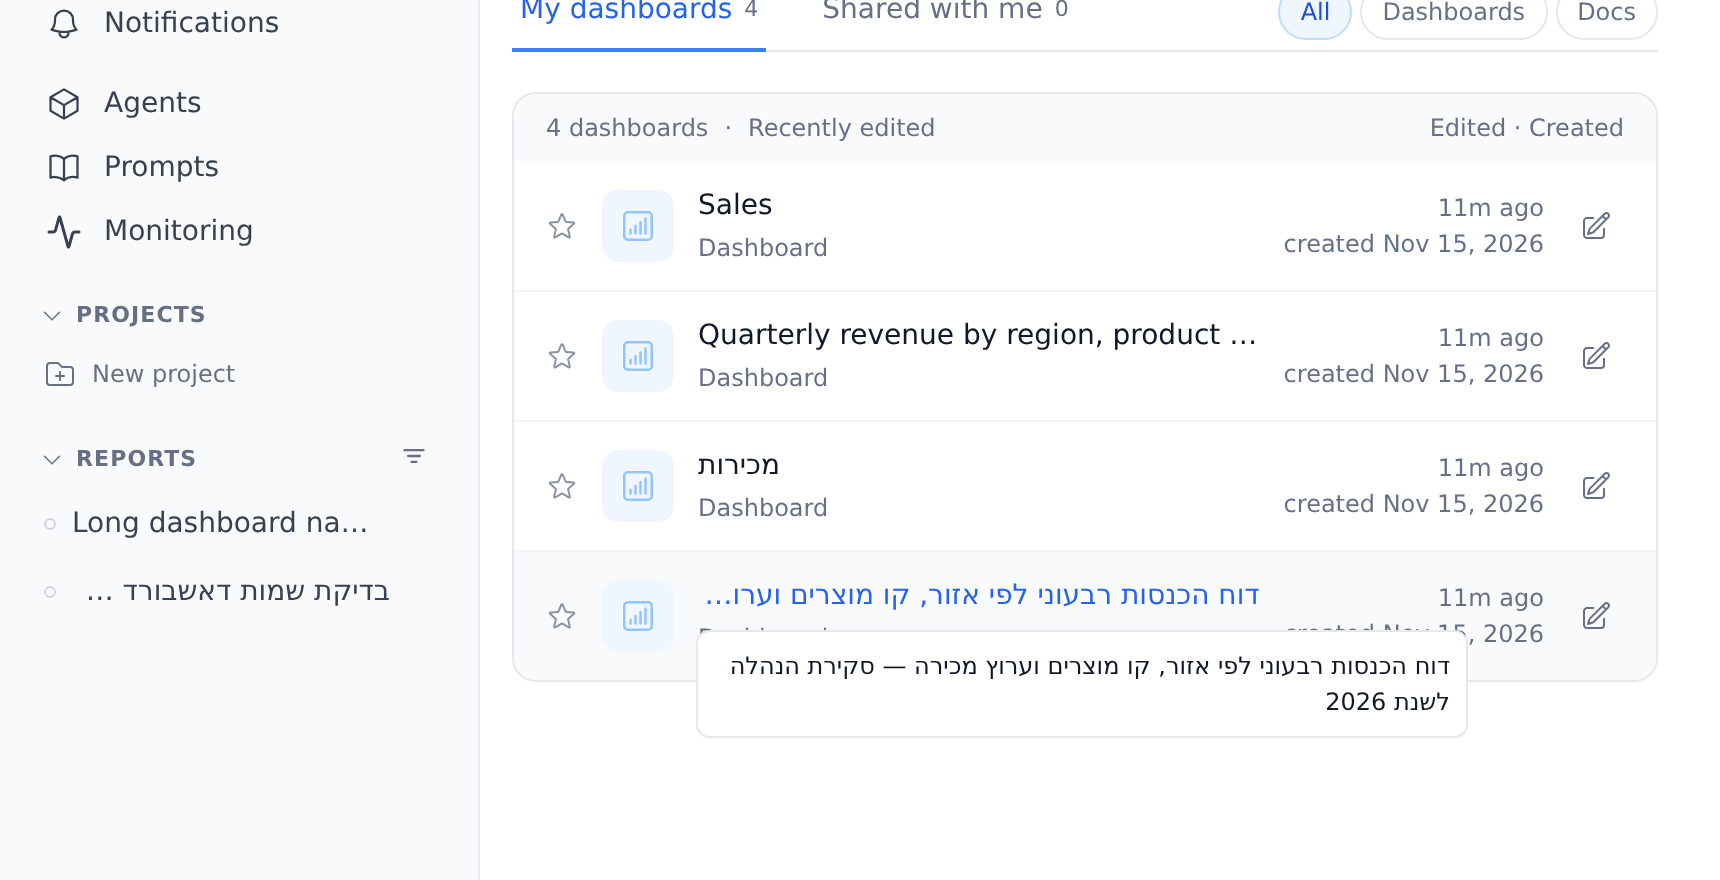 Notifications
Agents
Prompts
Monitoring
PROJECTS
New project
REPORTS
Long dashboard na...
בדיקת שמות דאשבורד ...
My dashboards 4
Shared with me 0
All
Dashboards
Docs
4 dashboards · Recently edited
Edited · Created
Sales
Dashboard
11m ago
created Nov 15, 2026
Quarterly revenue by region, product ...
Dashboard
11m ago
created Nov 15, 2026
מכירות
Dashboard
11m ago
created Nov 15, 2026
דוח הכנסות רבעוני לפי אזור, קו מוצרים וערו...
11m ago
5, 2026
דוח הכנסות רבעוני לפי אזור, קו מוצרים וערוץ מכירה — סקירת הנהלה
לשנת 2026